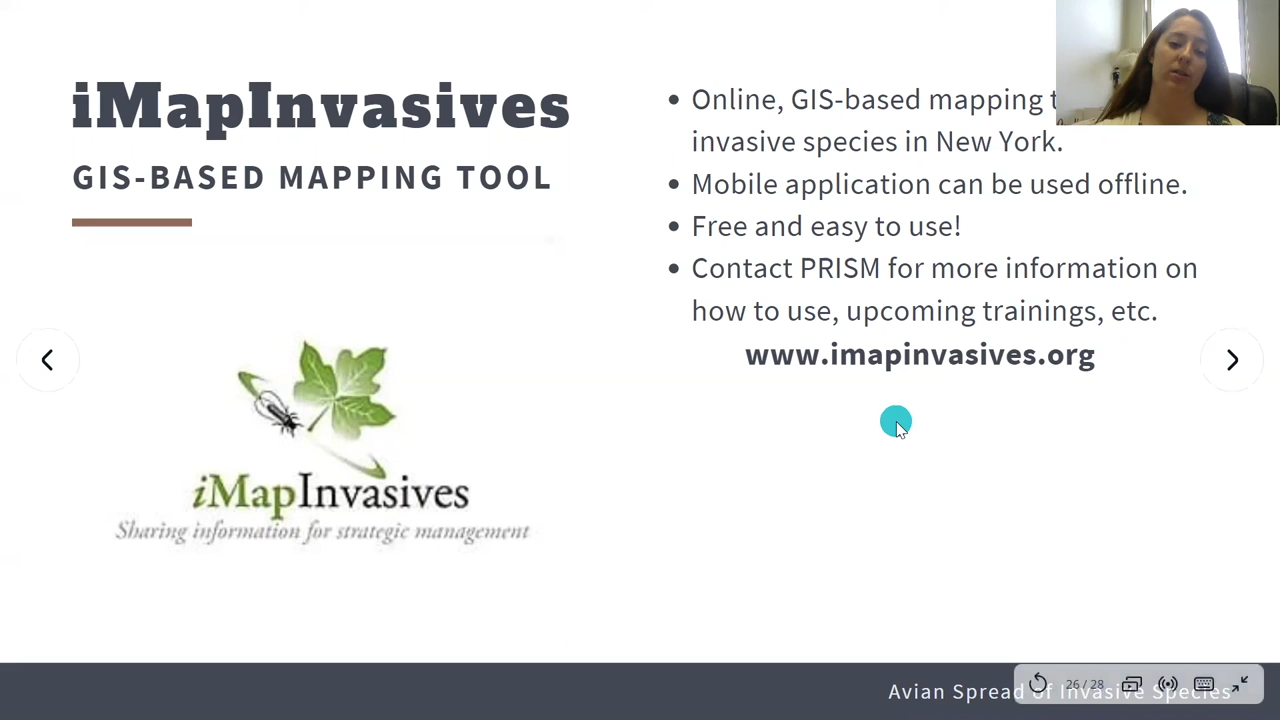 iMapInvasives
GIS-BASED MAPPING TOOL
iMapInvasives
Sharing information for strategic management
• Online, GIS-based mapping
invasive species in New York.
• Mobile application can be used offline.
• Free and easy to use!
• Contact PRISM for more information on
how to use, upcoming trainings, etc.
www.imapinvasives.org
26 / 28
Avian Spread of Invasive Species